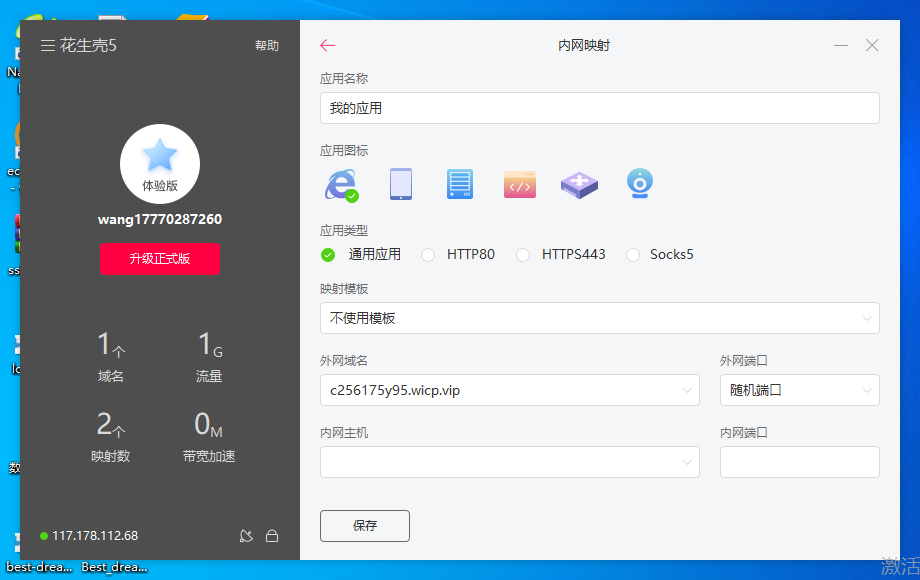 花生壳5
帮助
体验版
wang17770287260
升级正式版
1个
1G
域名
流量
2个
0M
映射数
带宽加速
117.178.112.68
内网映射
应用名称
我的应用
应用图标
应用类型
通用应用 HTTP80 HTTPS443 Socks5
映射模板
不使用模板
外网域名
外网端口
c256175y95.wicp.vip
随机端口
内网主机
内网端口
保存
Na
ec
ss
数
best-drea... Best_drea...
激活